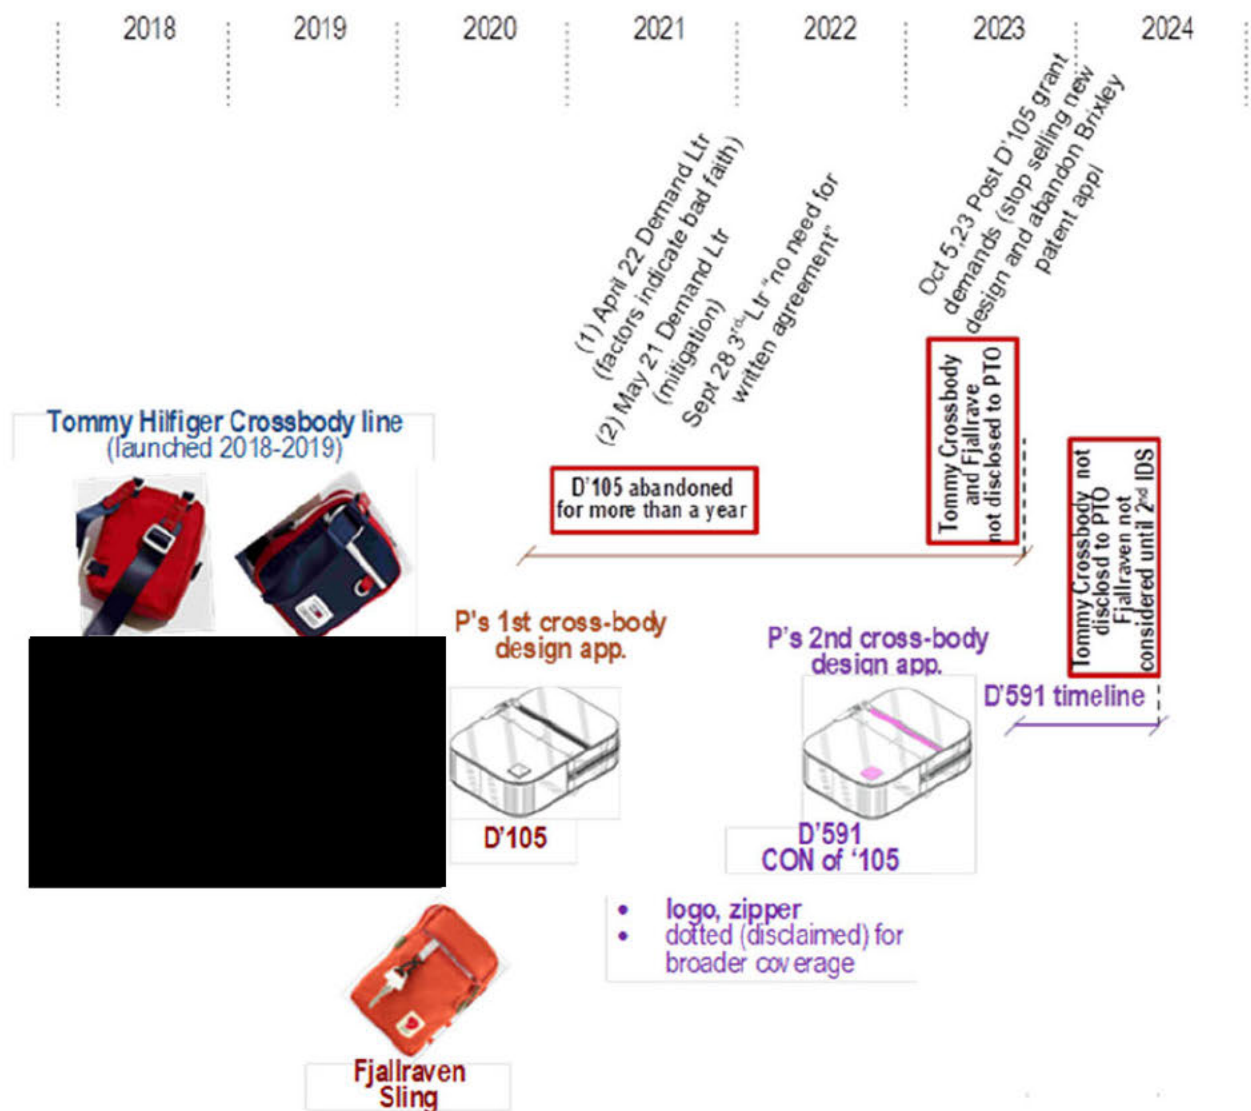 2018 2019 2020 2021 2022 2023 2024
(1) April 22 Demand Ltr
(factors indicate bad faith)
(2) May 21 Demand Ltr
(mitigation)
Sept 28 3rd Ltr "no need for
written agreement"
Oct 5,23 Post D'105 grant
demands (stop selling new
design and abandon Brixley
patent appl
Tommy Hilfiger Crossbody line
(launched 2018-2019)
D'105 abandoned
for more than a year
Tommy Crossbody
and Fjallrave
not disclosed to PTO
Tommy Crossbody not
disclosd to PTO
Fjallraven not
considered until 2nd IDS
P's 1st cross-body
design app.
P's 2nd cross-body
design app.
D'591 timeline
D'105
D'591
CON of '105
• logo, zipper
• dotted (disclaimed) for
broader coverage
Fjallraven
Sling